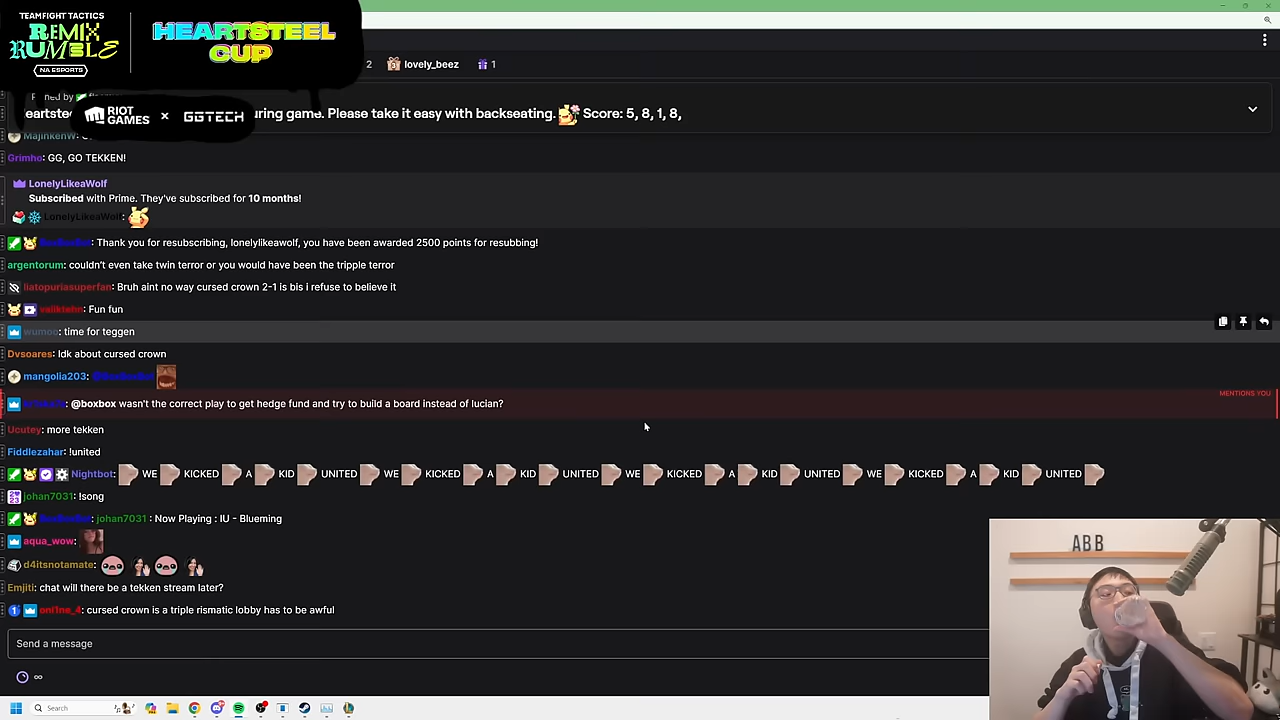 TEAMFIGHT TACTICS
REMIX
RUMBLE
NA ESPORTS
HEARTSTEEL
CUP
RIOT
GAMES
X
GGTECH
2
lovely_beez
1
uring game. Please take it easy with backseating. Score: 5, 8, 1, 8,
MajinkenW:
Grimho: GG, GO TEKKEN!
LonelyLikeaWolf
Subscribed with Prime. They've subscribed for 10 months!
LonelyLikeaWolf:
BoxBoxBot: Thank you for resubscribing, lonelylikeawolf, you have been awarded 2500 points for resubbing!
argentorum: couldn't even take twin terror or you would have been the tripple terror
liatopuriasuperfan: Bruh aint no way cursed crown 2-1 is bis i refuse to believe it
Fun fun
wumoo: time for teggen
Dvsoares: Idk about cursed crown
mangolia203: @BoxBoxBot
MENTIONS YOU
@boxbox wasn't the correct play to get hedge fund and try to build a board instead of lucian?
Ucutey: more tekken
Fiddlezahar: !united
Nightbot: WE KICKED A KID UNITED WE KICKED A KID UNITED WE KICKED A KID UNITED WE KICKED A KID UNITED
johan7031: !song
BoxBoxBot: johan7031 : Now Playing : IU - Blueming
aqua_wow:
d4itsnotamate:
Emjiti: chat will there be a tekken stream later?
onl1ne_4: cursed crown is a triple rismatic lobby has to be awful
Send a message
∞
ABB
Search